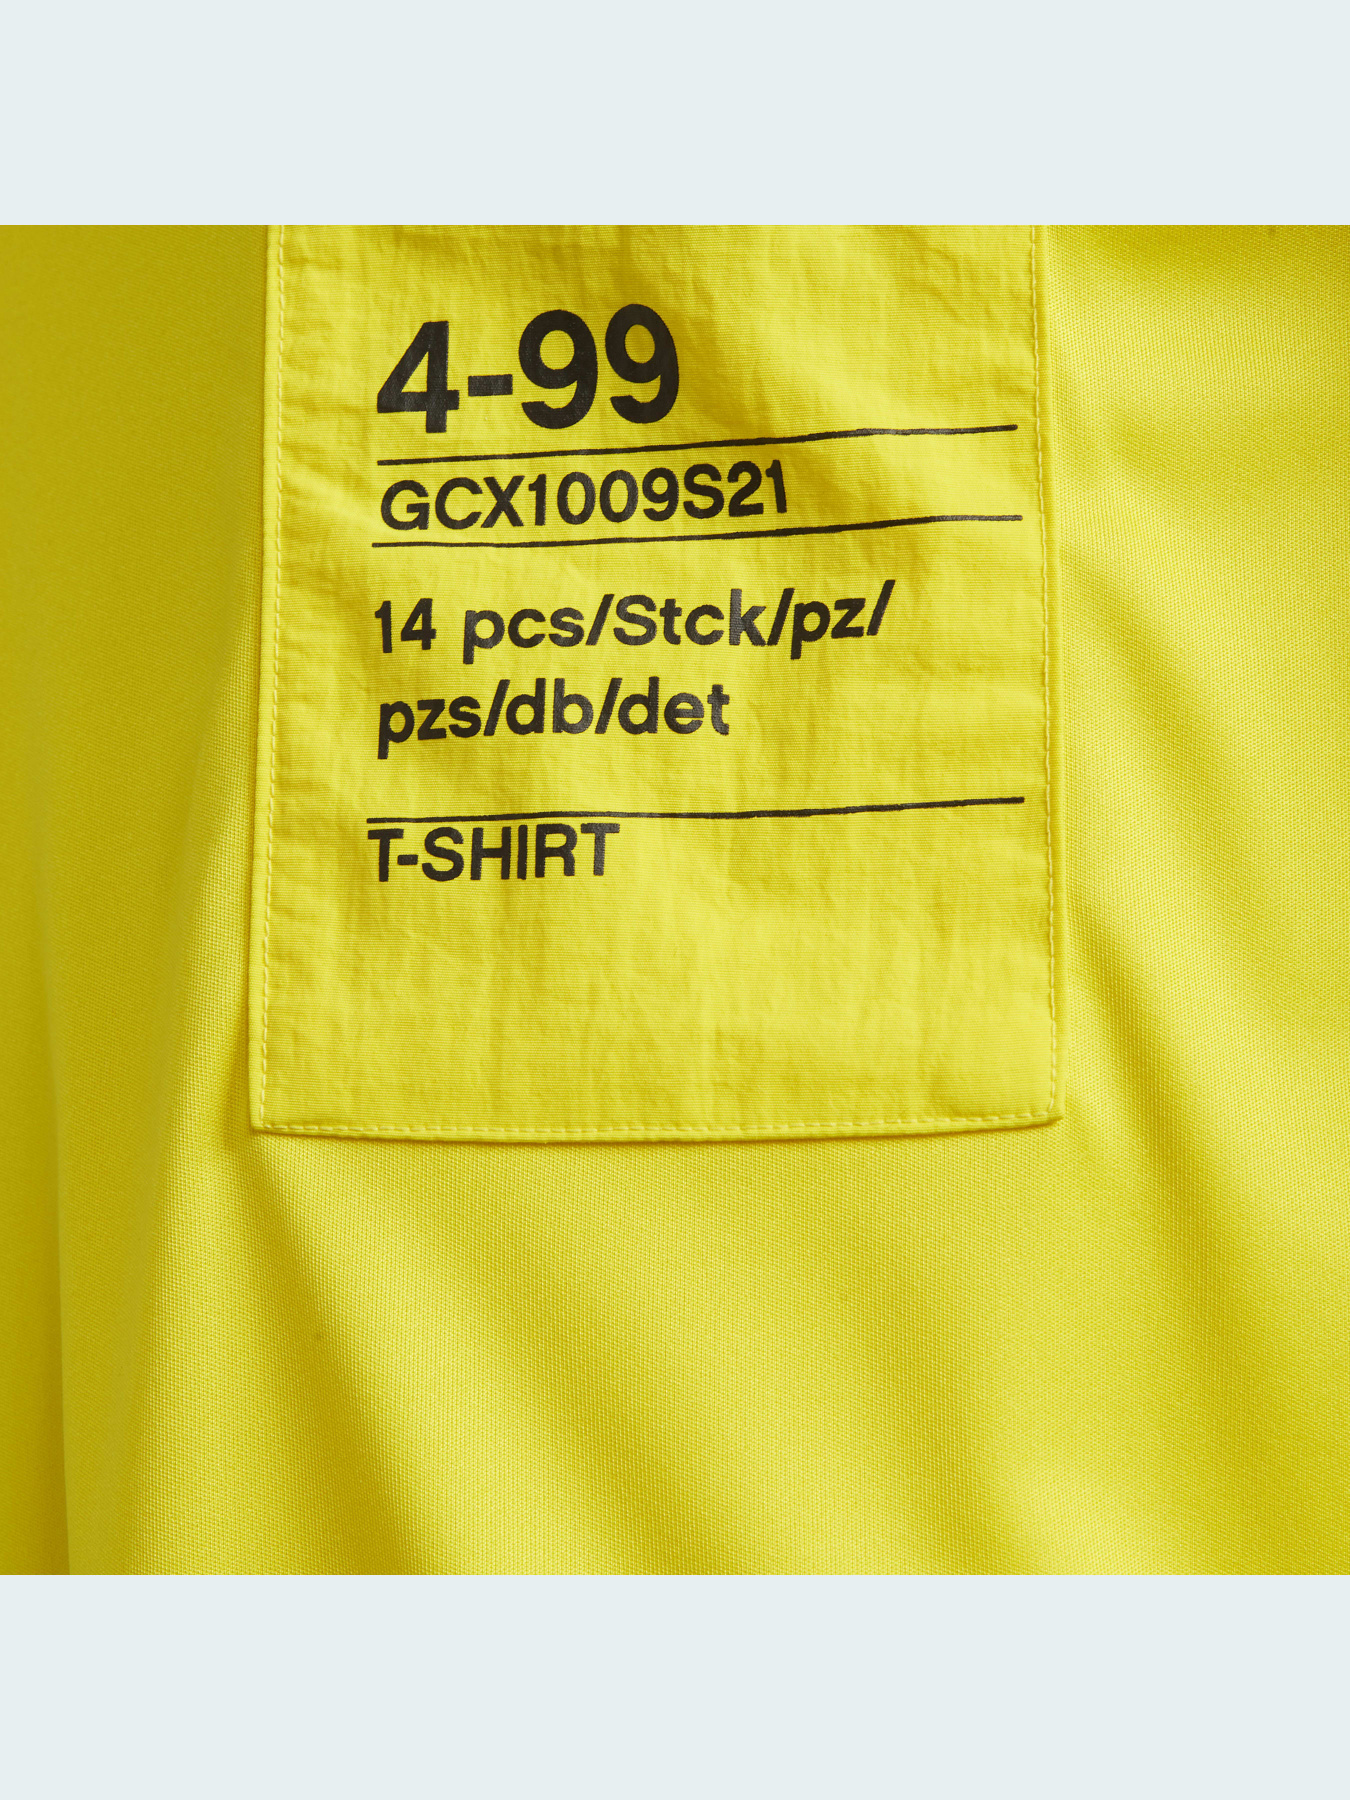 4-99
GCX1009S21
14 pcs/Stck/pz/
pzs/db/det
T-SHIRT